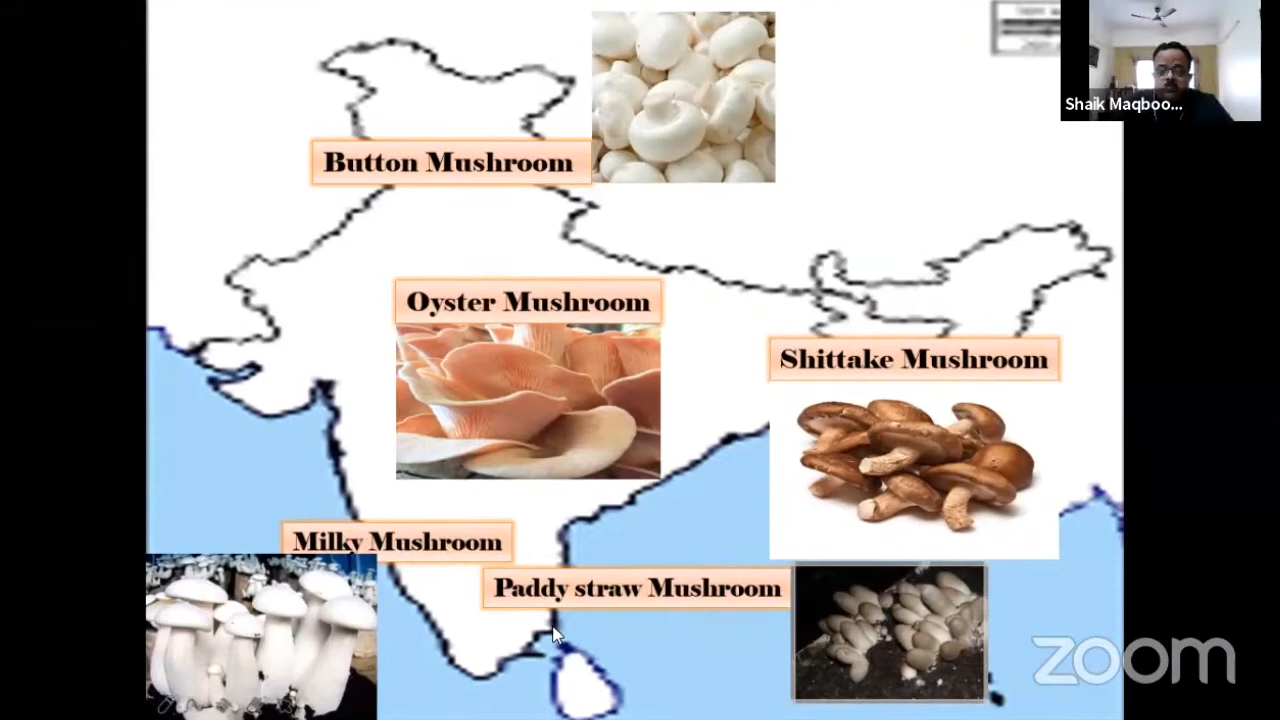 Shaik Maqboo...
Button Mushroom
Oyster Mushroom
Shittake Mushroom
Milky Mushroom
Paddy straw Mushroom
zoom